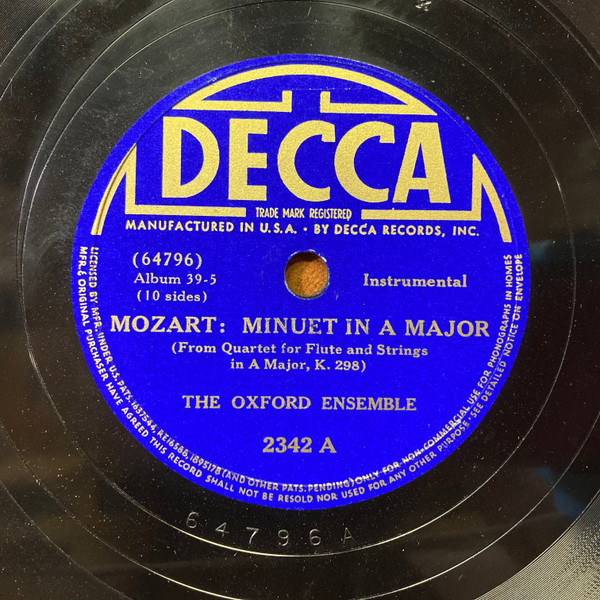 DECCA
TRADE MARK REGISTERED
MANUFACTURED IN U.S.A. • BY DECCA RECORDS, INC.
(64796)
Album 39-5
(10 sides)
Instrumental
MOZART: MINUET IN A MAJOR
(From Quartet for Flute and Strings
in A Major, K. 298)
THE OXFORD ENSEMBLE
2342 A
LICENSED BY MFR. UNDER U.S. PATS. 1637544, RE16588, 1895178 (AND OTHER PATS. PENDING) ONLY FOR NON-COMMERCIAL USE FOR PHONOGRAPHS IN HOMES
MFR. & ORIGINAL PURCHASER HAVE AGREED THIS RECORD SHALL NOT BE RESOLD NOR USED FOR ANY OTHER PURPOSE • SEE DETAILED NOTICE ON ENVELOPE
64796A